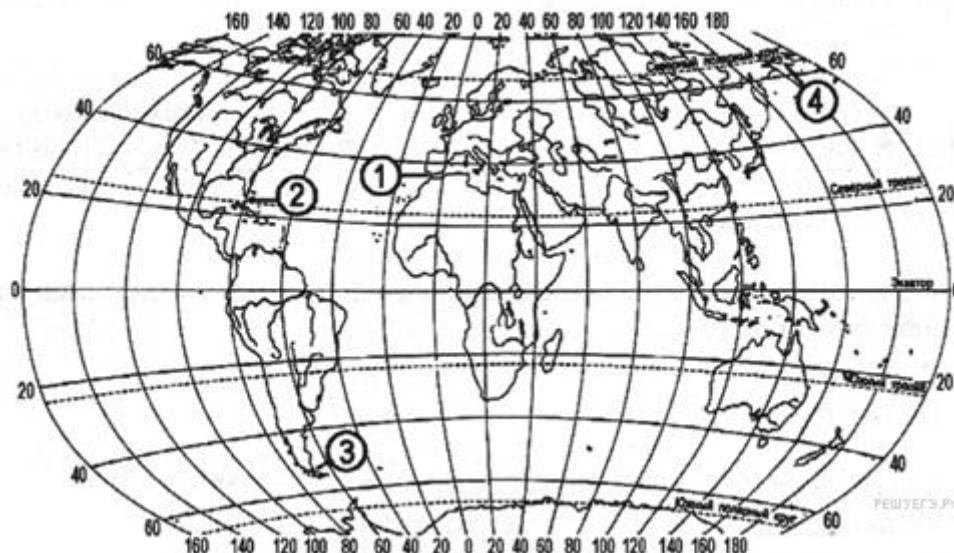 160 140 120 100 80 60 40 20 0 20 40 60 80 100 120 140 160 180
60 Северный полярный круг 60
4
40 40
1
20 2 Северный тропик 20
0 Экватор 0
20 Южный тропик 20
3
40 40
РЕШУЕГЭ.РФ
60 Южный полярный круг 60
160 140 120 100 80 60 40 20 0 20 40 60 80 100 120 140 160 180